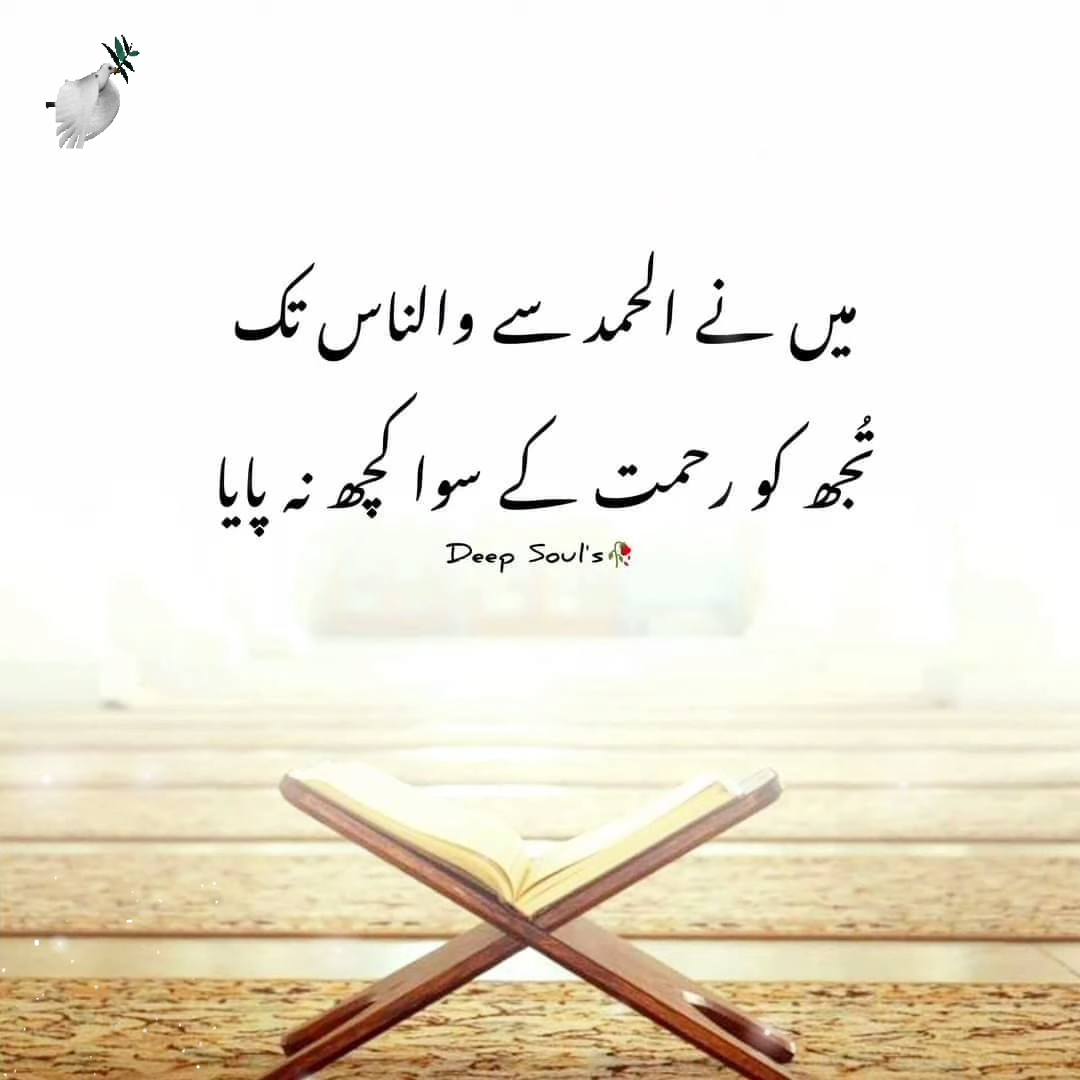 میں نے الحمد سے والناس تک
تُجھ کو رحمت کے سوا کچھ نہ پایا
Deep Soul's🥀